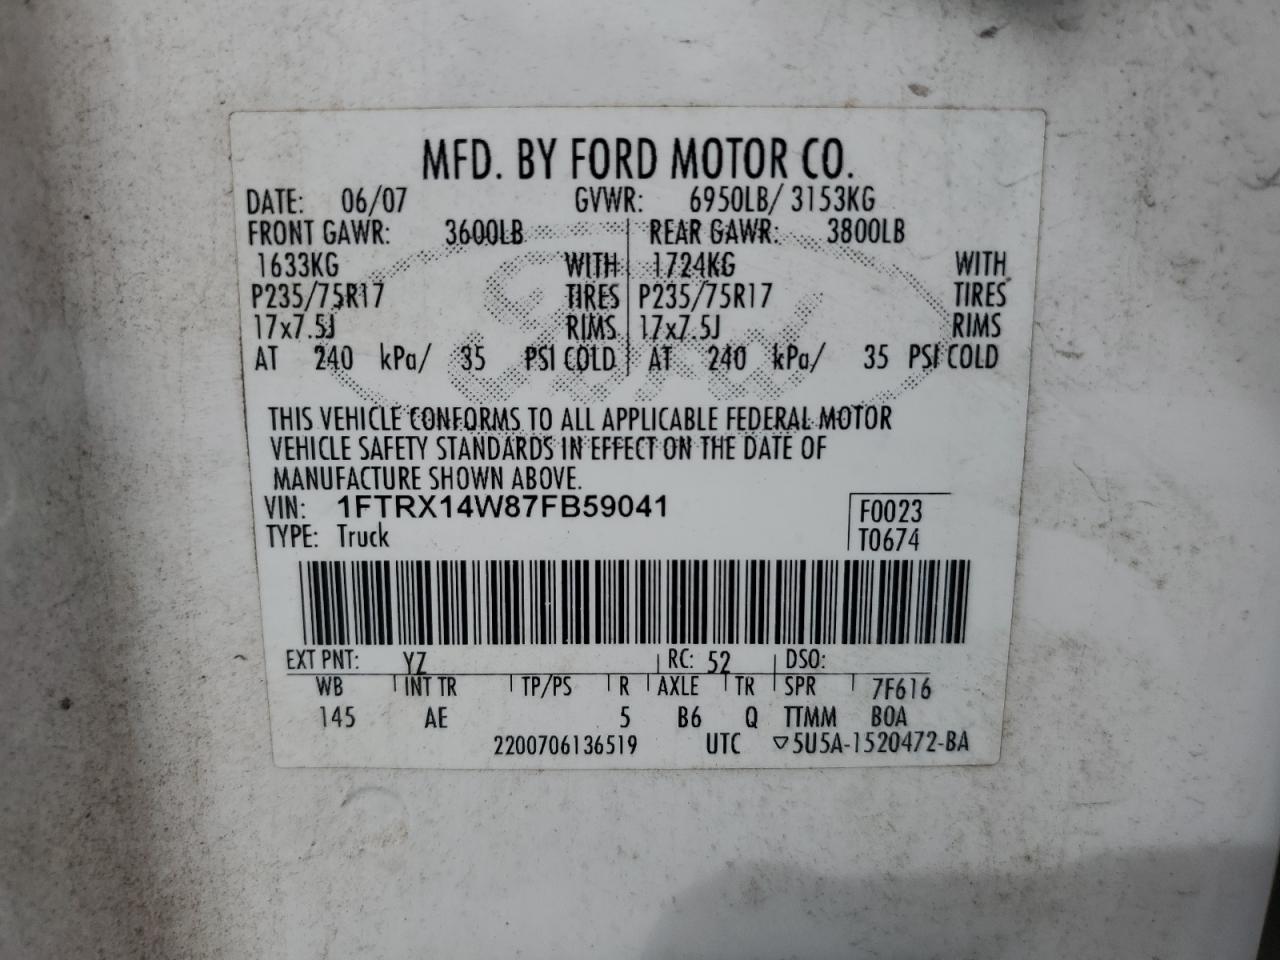 MFD. BY FORD MOTOR CO.
DATE: 06/07 GVWR: 6950LB/ 3153KG
FRONT GAWR: 3600LB REAR GAWR: 3800LB
1633KG WITH 1724KG WITH
P235/75R17 TIRES P235/75R17 TIRES
17x7.5J RIMS 17x7.5J RIMS
AT 240 kPa/ 35 PSI COLD AT 240 kPa/ 35 PSI COLD
Ford
THIS VEHICLE CONFORMS TO ALL APPLICABLE FEDERAL MOTOR
VEHICLE SAFETY STANDARDS IN EFFECT ON THE DATE OF
MANUFACTURE SHOWN ABOVE.
VIN: 1FTRX14W87FB59041 F0023
TYPE: Truck T0674
EXT PNT: YZ RC: 52 DSO:
WB INT TR TP/PS R AXLE TR SPR 7F616
145 AE 5 B6 Q TTMM B0A
2200706136519 UTC ▽5U5A-1520472-BA